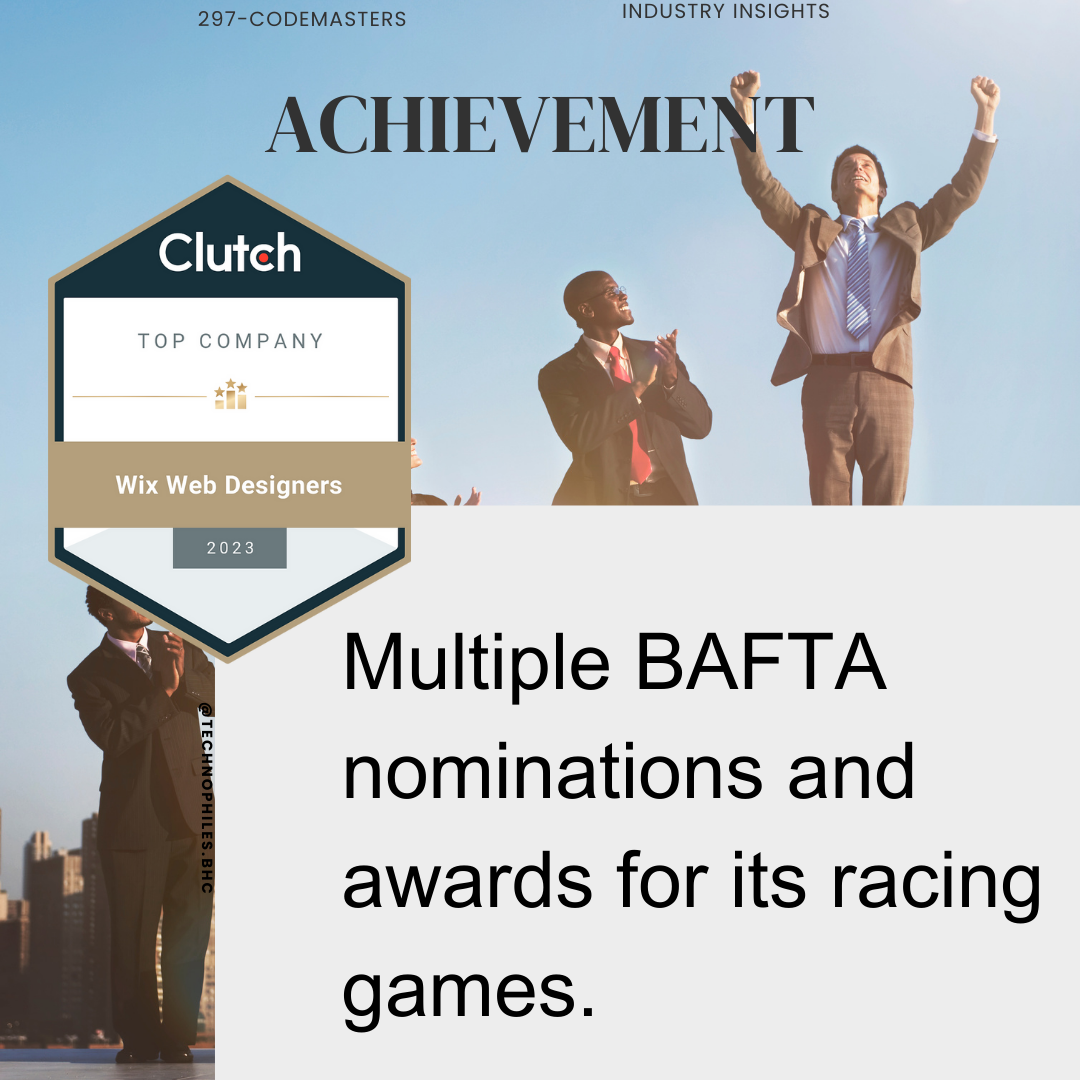 297-CODEMASTERS
INDUSTRY INSIGHTS
ACHIEVEMENT
Clutch
TOP COMPANY
Wix Web Designers
2023
Multiple BAFTA
nominations and
awards for its racing
games.
@TECHNOPHILES.BHC